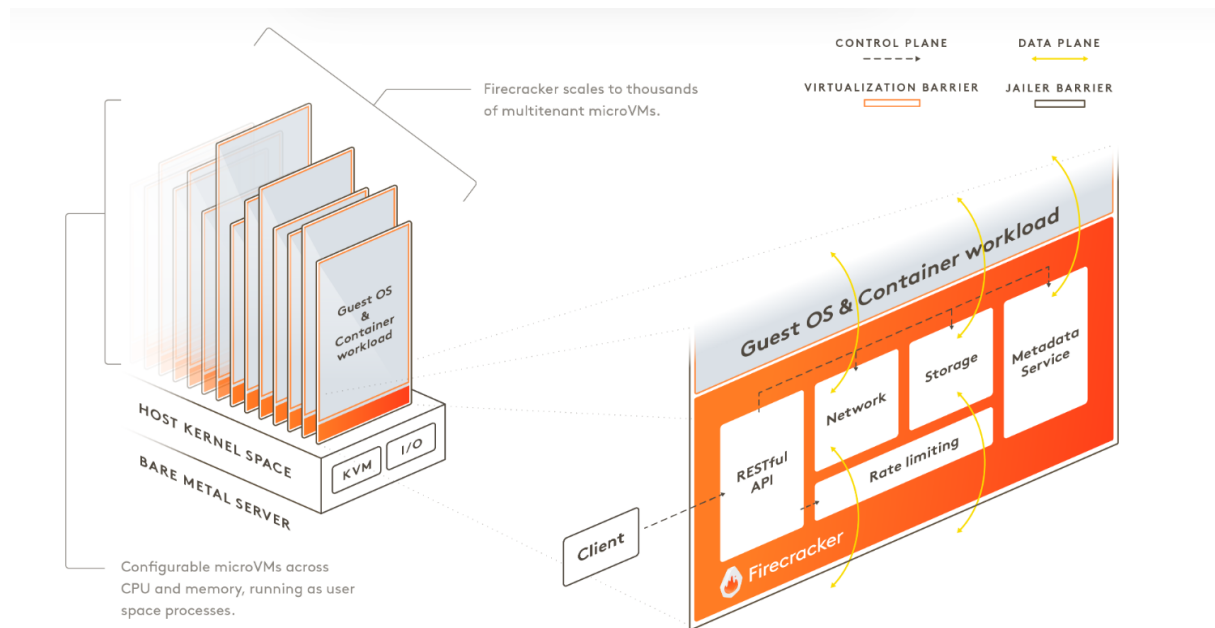 CONTROL PLANE
DATA PLANE
VIRTUALIZATION BARRIER
JAILER BARRIER
Firecracker scales to thousands
of multitenant microVMs.
Guest OS
&
Container
workload
HOST KERNEL SPACE
KVM
I/O
BARE METAL SERVER
Configurable microVMs across
CPU and memory, running as user
space processes.
Guest OS & Container workload
RESTful
API
Network
Storage
Metadata
Service
Rate limiting
Client
Firecracker